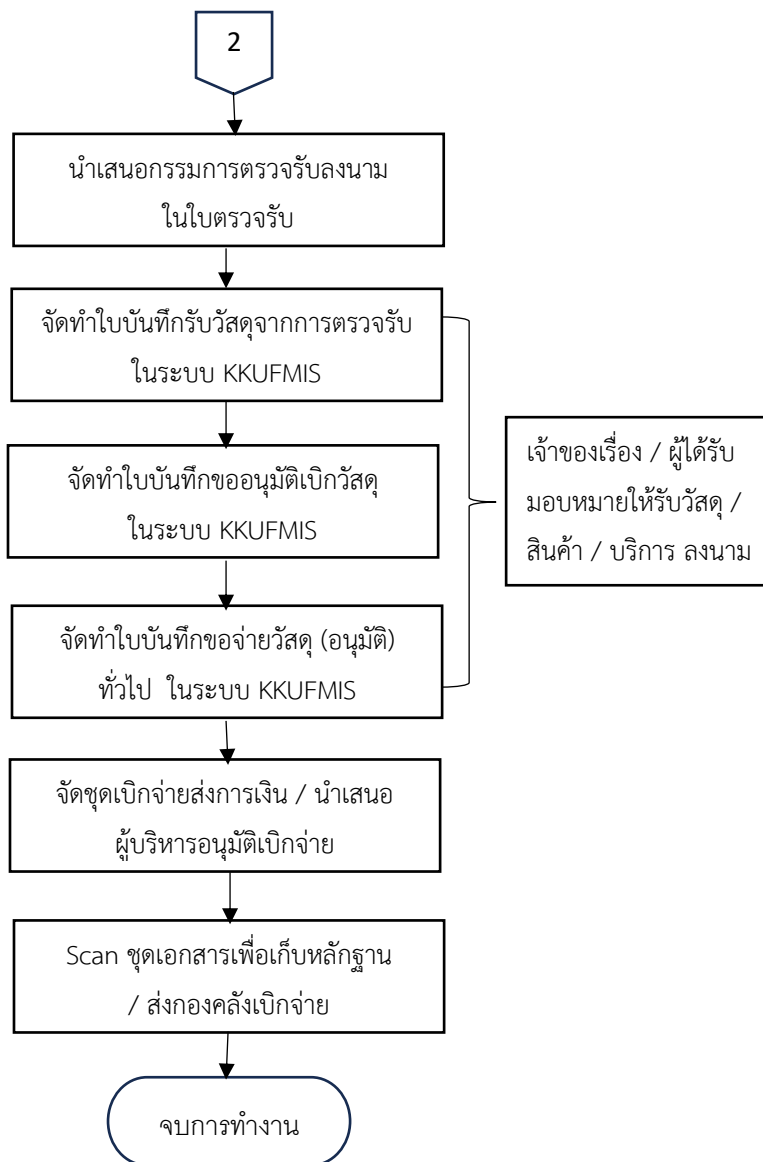 2
นำเสนอกรรมการตรวจรับลงนาม
ในใบตรวจรับ
จัดทำใบบันทึกรับวัสดุจากการตรวจรับ
ในระบบ KKUFMIS
จัดทำใบบันทึกขออนุมัติเบิกวัสดุ
ในระบบ KKUFMIS
จัดทำใบบันทึกขอจ่ายวัสดุ (อนุมัติ)
ทั่วไป ในระบบ KKUFMIS
เจ้าของเรื่อง / ผู้ได้รับ
มอบหมายให้รับวัสดุ /
สินค้า / บริการ ลงนาม
จัดชุดเบิกจ่ายส่งการเงิน / นำเสนอ
ผู้บริหารอนุมัติเบิกจ่าย
Scan ชุดเอกสารเพื่อเก็บหลักฐาน
/ ส่งกองคลังเบิกจ่าย
จบการทำงาน